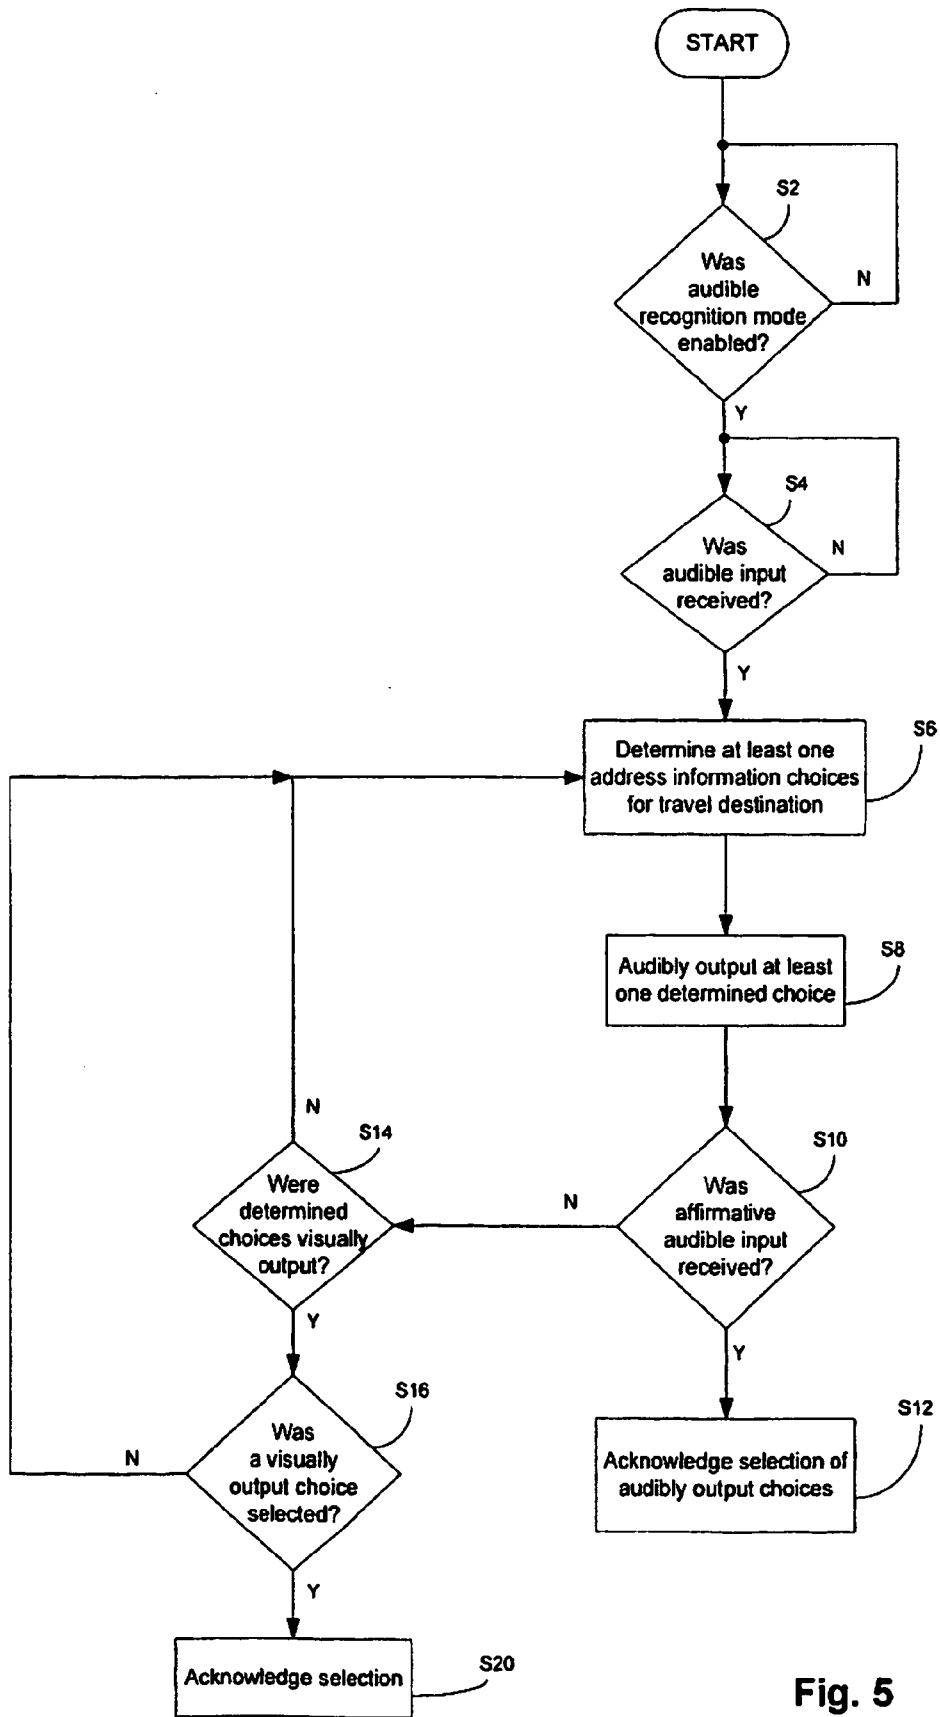 START
S2
Was
audible
recognition mode
enabled?
N
Y
S4
Was
audible input
received?
N
Y
S6
Determine at least one
address information choices
for travel destination
S8
Audibly output at least
one determined choice
N
S14
Were
determined
choices visually
output?
N
S10
Was
affirmative
audible input
received?
Y
Y
S16
Was
a visually
output choice
selected?
N
S12
Acknowledge selection of
audibly output choices
Y
Acknowledge selection
S20
Fig. 5